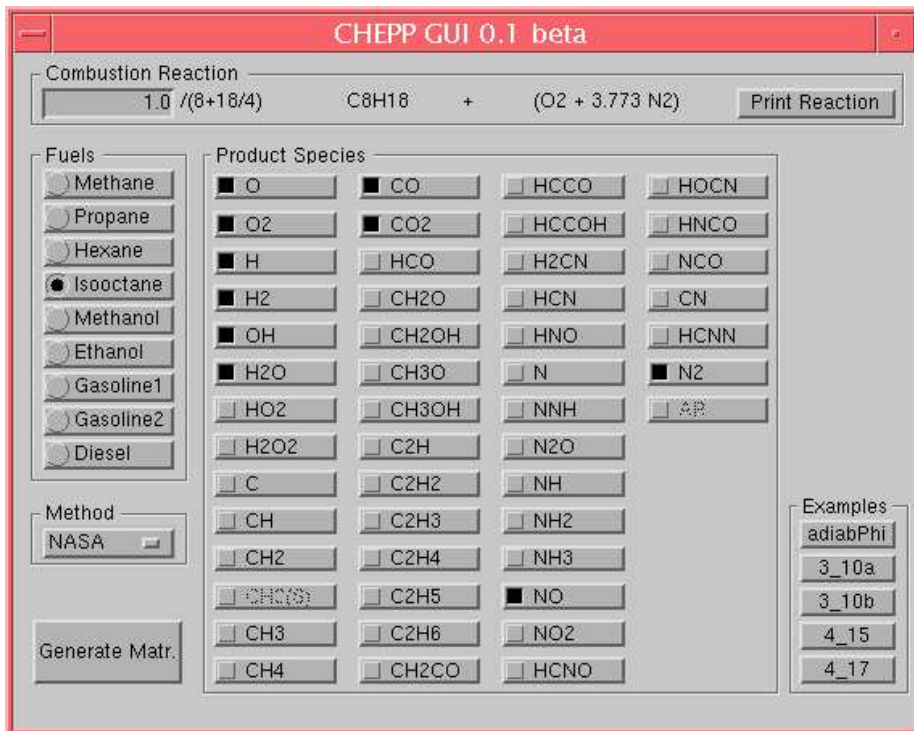 CHEPP GUI 0.1 beta
Combustion Reaction
1.0 /(8+18/4) C8H18 + (O2 + 3.773 N2) Print Reaction
Fuels
Methane
Propane
Hexane
Isooctane
Methanol
Ethanol
Gasoline1
Gasoline2
Diesel
Method
NASA
Generate Matr.
Product Species
O CO HCCO HOCN
O2 CO2 HCCOH HNCO
H HCO H2CN NCO
H2 CH2O HCN CN
OH CH2OH HNO HCNN
H2O CH3O N N2
HO2 CH3OH NNH AR
H2O2 C2H N2O
C C2H2 NH
CH C2H3 NH2
CH2 C2H4 NH3
CH2(S) C2H5 NO
CH3 C2H6 NO2
CH4 CH2CO HCNO
Examples
adiabPhi
3_10a
3_10b
4_15
4_17